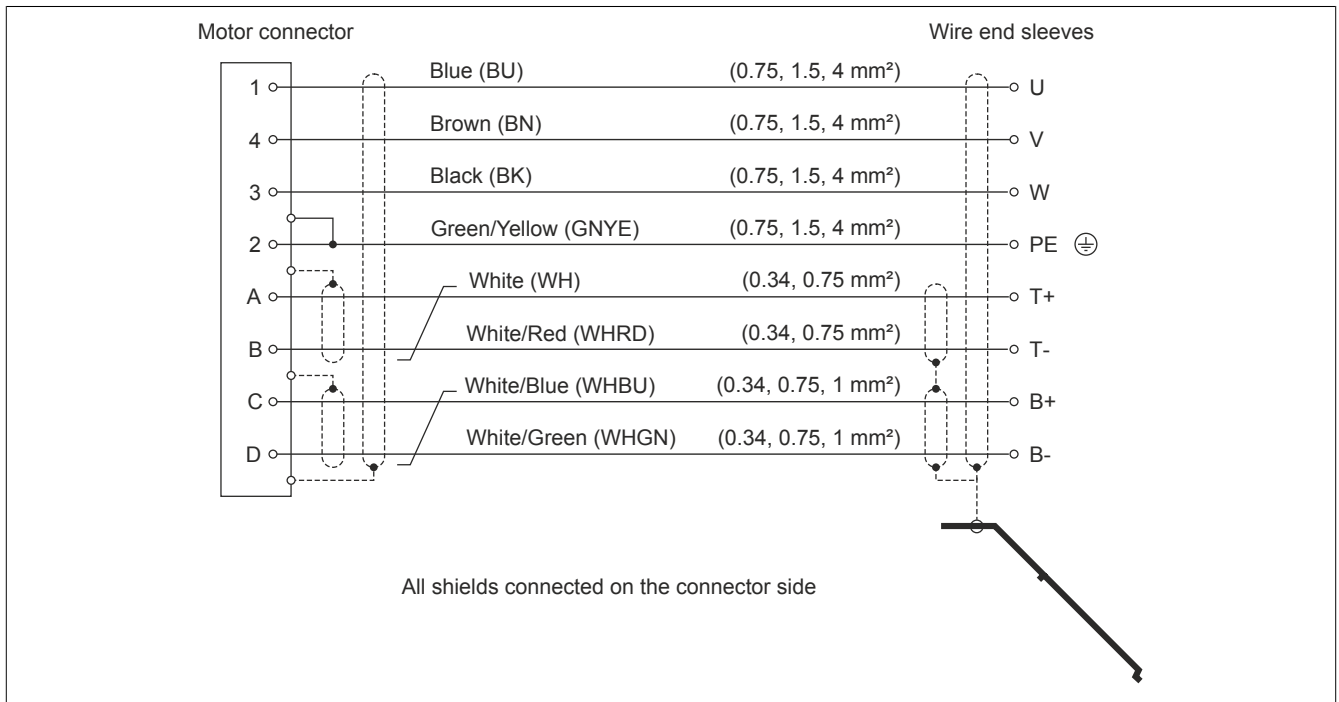 Motor connector Wire end sleeves
1 Blue (BU) (0.75, 1.5, 4 mm²) U
4 Brown (BN) (0.75, 1.5, 4 mm²) V
3 Black (BK) (0.75, 1.5, 4 mm²) W
2 Green/Yellow (GNYE) (0.75, 1.5, 4 mm²) PE
A White (WH) (0.34, 0.75 mm²) T+
B White/Red (WHRD) (0.34, 0.75 mm²) T-
C White/Blue (WHBU) (0.34, 0.75, 1 mm²) B+
D White/Green (WHGN) (0.34, 0.75, 1 mm²) B-
All shields connected on the connector side